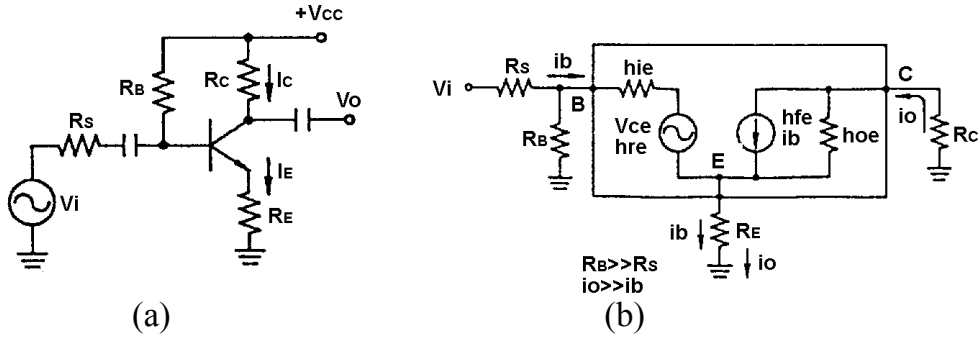 +Vcc
RB
RC
IC
Vo
RS
IE
Vi
RE
(a)
Vi
RS
ib
B
RB
hie
Vce
hre
E
hfe
ib
hoe
C
io
RC
ib
RE
io
RB>>RS
io>>ib
(b)